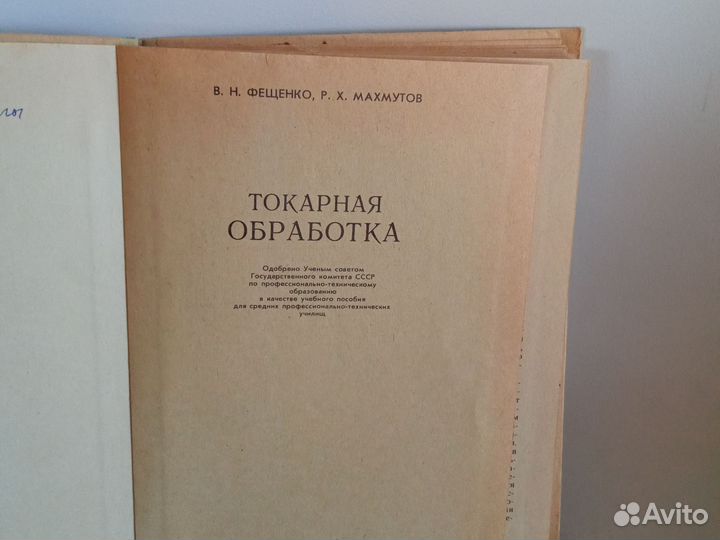 В. Н. ФЕЩЕНКО, Р. Х. МАХМУТОВ
ТОКАРНАЯ
ОБРАБОТКА
Одобрено Ученым советом
Государственного комитета СССР
по профессионально-техническому
образованию
в качестве учебного пособия
для средних профессионально-технических
училищ
Avito